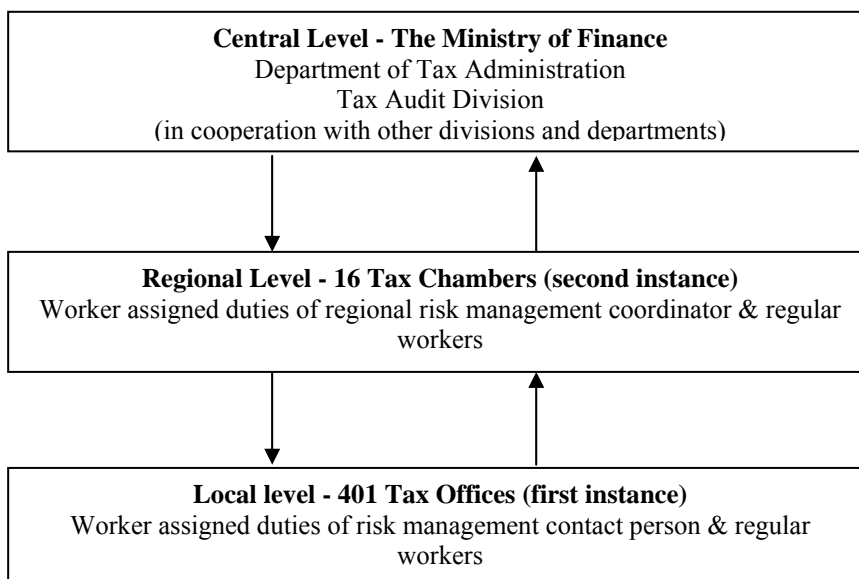 Central Level - The Ministry of Finance
Department of Tax Administration
Tax Audit Division
(in cooperation with other divisions and departments)
Regional Level - 16 Tax Chambers (second instance)
Worker assigned duties of regional risk management coordinator & regular
workers
Local level - 401 Tax Offices (first instance)
Worker assigned duties of risk management contact person & regular
workers